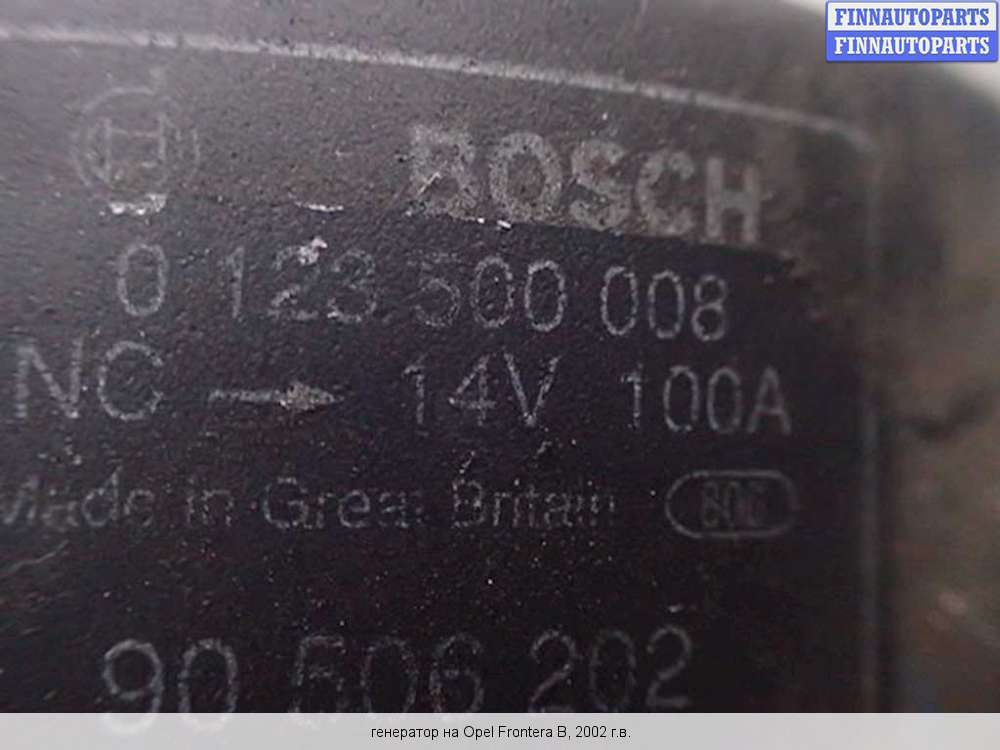 FINNAUTOPARTS
FINNAUTOPARTS
BOSCH
0 123 500 008
NC → 14V 100A
Made in Great Britain
90 506 202
генератор на Opel Frontera B, 2002 г.в.